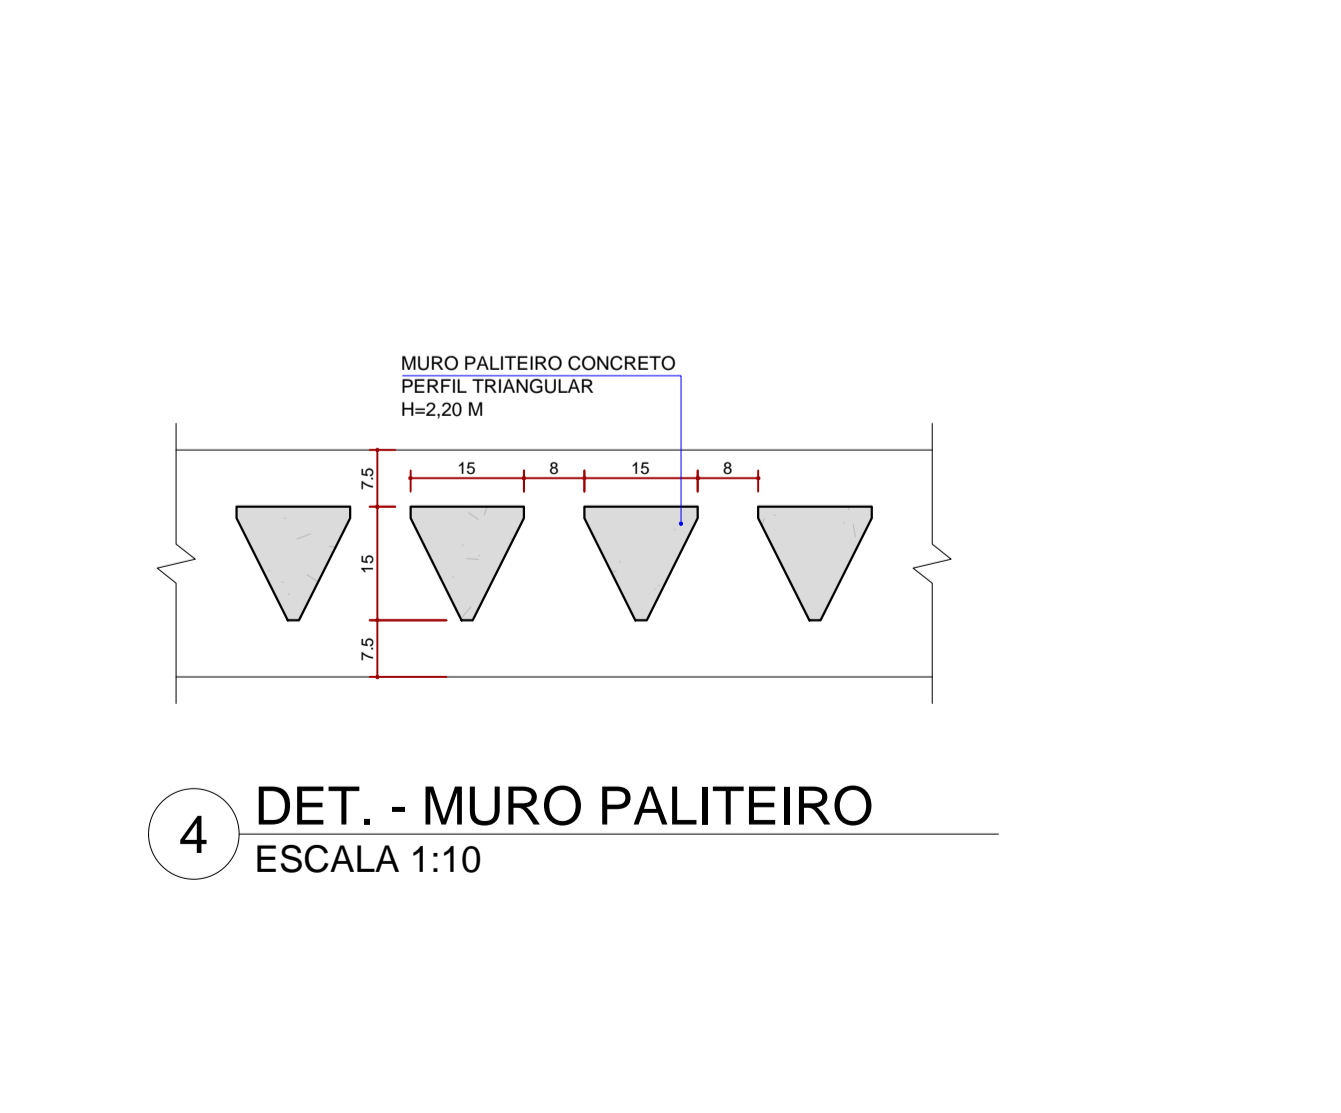 MURO PALITEIRO CONCRETO
PERFIL TRIANGULAR
H=2,20 M
15 8 15 8
7.5
15
7.5
4
DET. - MURO PALITEIRO
ESCALA 1:10